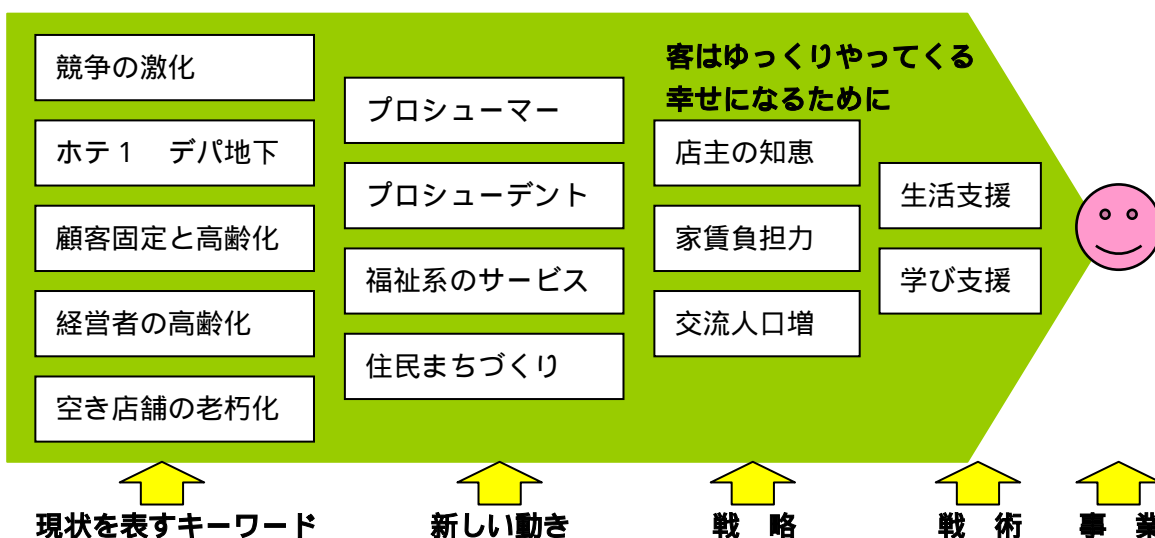 競争の激化
ホテ1　デパ地下
顧客固定と高齢化
経営者の高齢化
空き店舗の老朽化
プロシューマー
プロシューデント
福祉系のサービス
住民まちづくり
客はゆっくりやってくる
幸せになるために
店主の知恵
家賃負担力
交流人口増
生活支援
学び支援
現状を表すキーワード
新しい動き
戦　略
戦　術
事　業